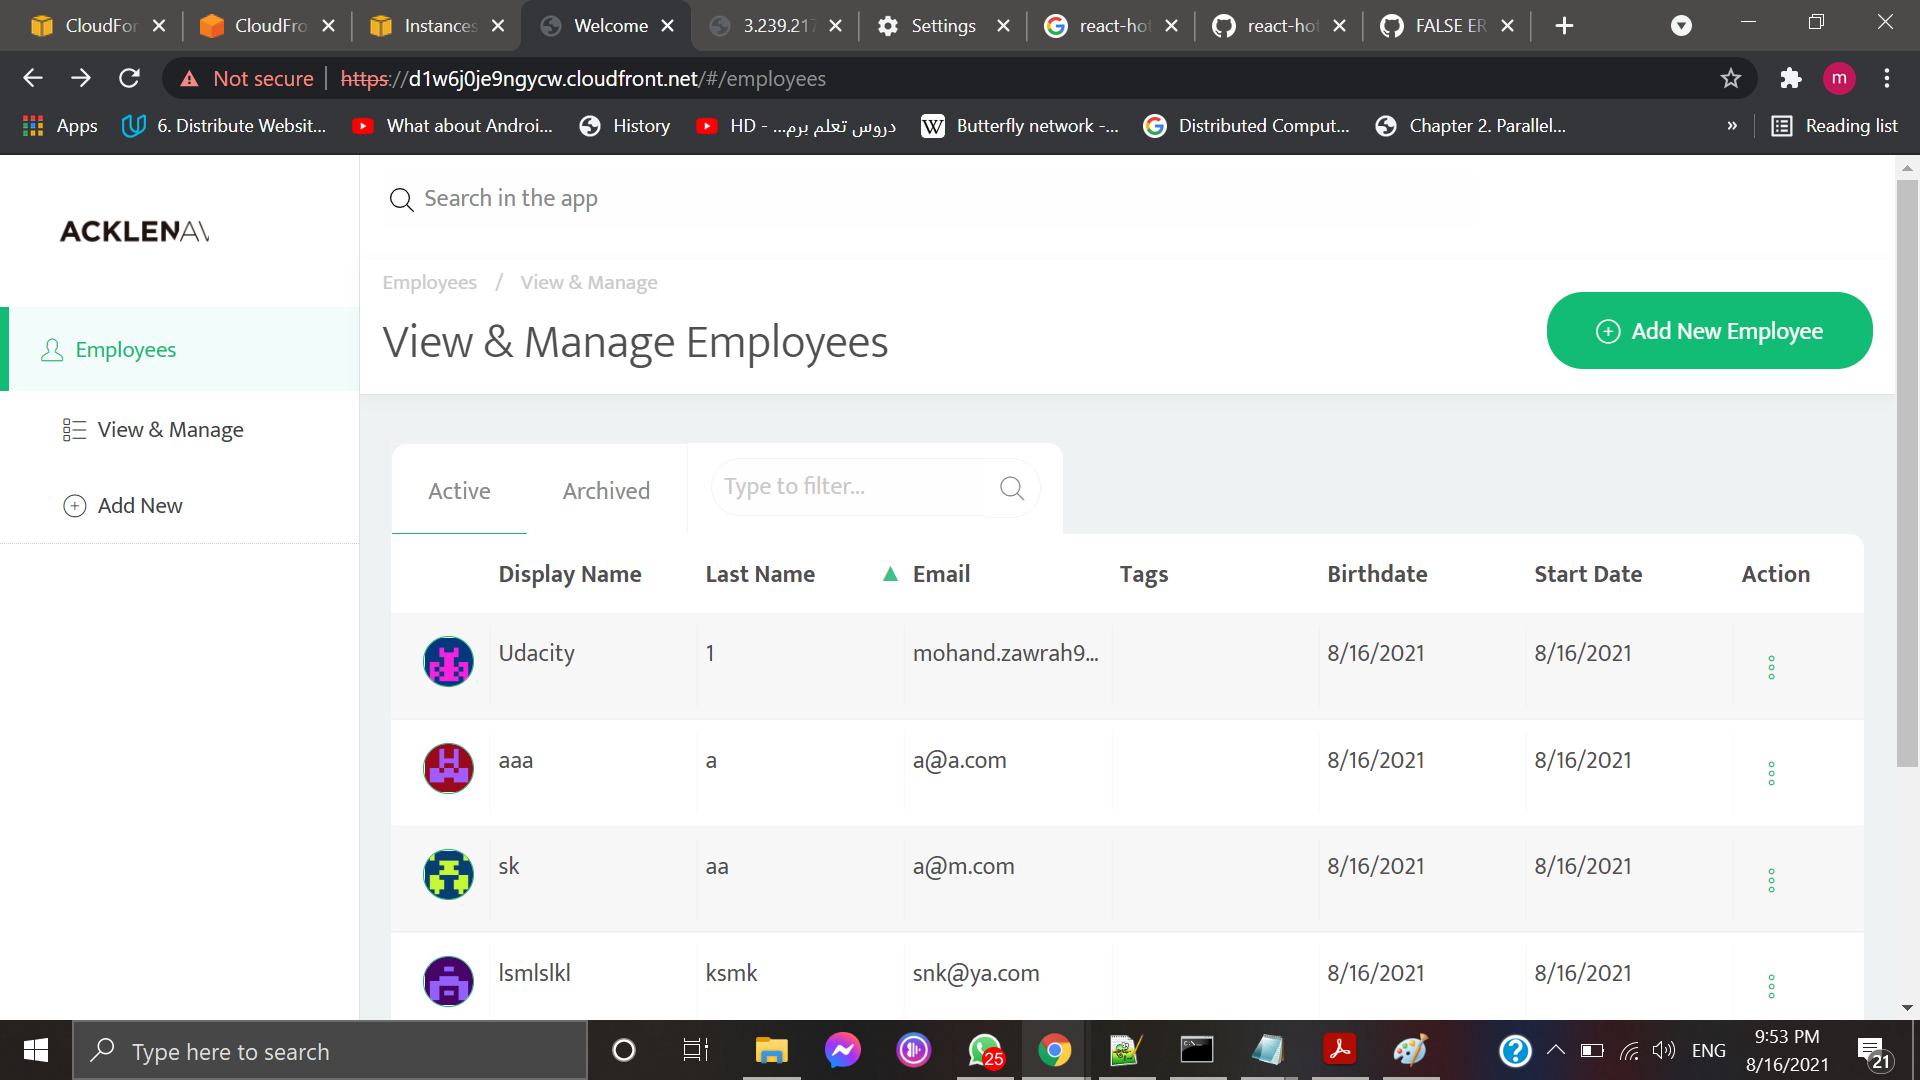 CloudFor
CloudFro
Instances
Welcome
3.239.217
Settings
react-hot
react-hot
FALSE ER
Not secure
https://d1w6j0je9ngycw.cloudfront.net/#/employees
m
Apps
6. Distribute Websit...
What about Androi...
History
HD - ...دروس تعلم برم
Butterfly network -...
Distributed Comput...
Chapter 2. Parallel...
»
Reading list
ACKLENAV
Search in the app
Employees / View & Manage
View & Manage Employees
Add New Employee
Employees
View & Manage
Add New
Active
Archived
Type to filter...
Display Name Last Name Email Tags Birthdate Start Date Action
Udacity 1 mohand.zawrah9... 8/16/2021 8/16/2021
aaa a a@a.com 8/16/2021 8/16/2021
sk aa a@m.com 8/16/2021 8/16/2021
lsmlslkl ksmk snk@ya.com 8/16/2021 8/16/2021
Type here to search
25
ENG
9:53 PM
8/16/2021
21